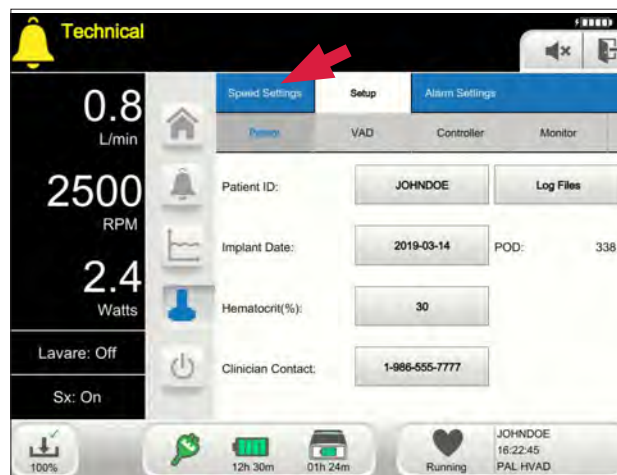 Technical
0.8
L/min
2500
RPM
2.4
Watts
Lavare: Off
Sx: On
Speed Settings Setup Alarm Settings
Patient VAD Controller Monitor
Patient ID: JOHNDOE Log Files
Implant Date: 2019-03-14 POD: 338
Hematocrit(%): 30
Clinician Contact: 1-986-555-7777
100%
12h 30m 01h 24m
Running
JOHNDOE
16:22:45
PAL HVAD